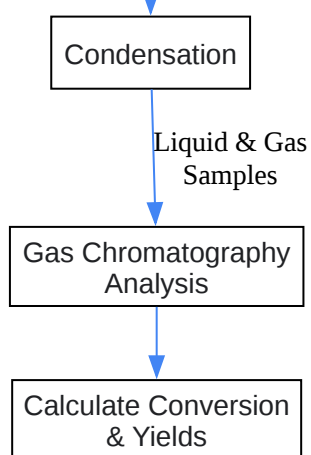 Condensation
Liquid & Gas
Samples
Gas Chromatography
Analysis
Calculate Conversion
& Yields